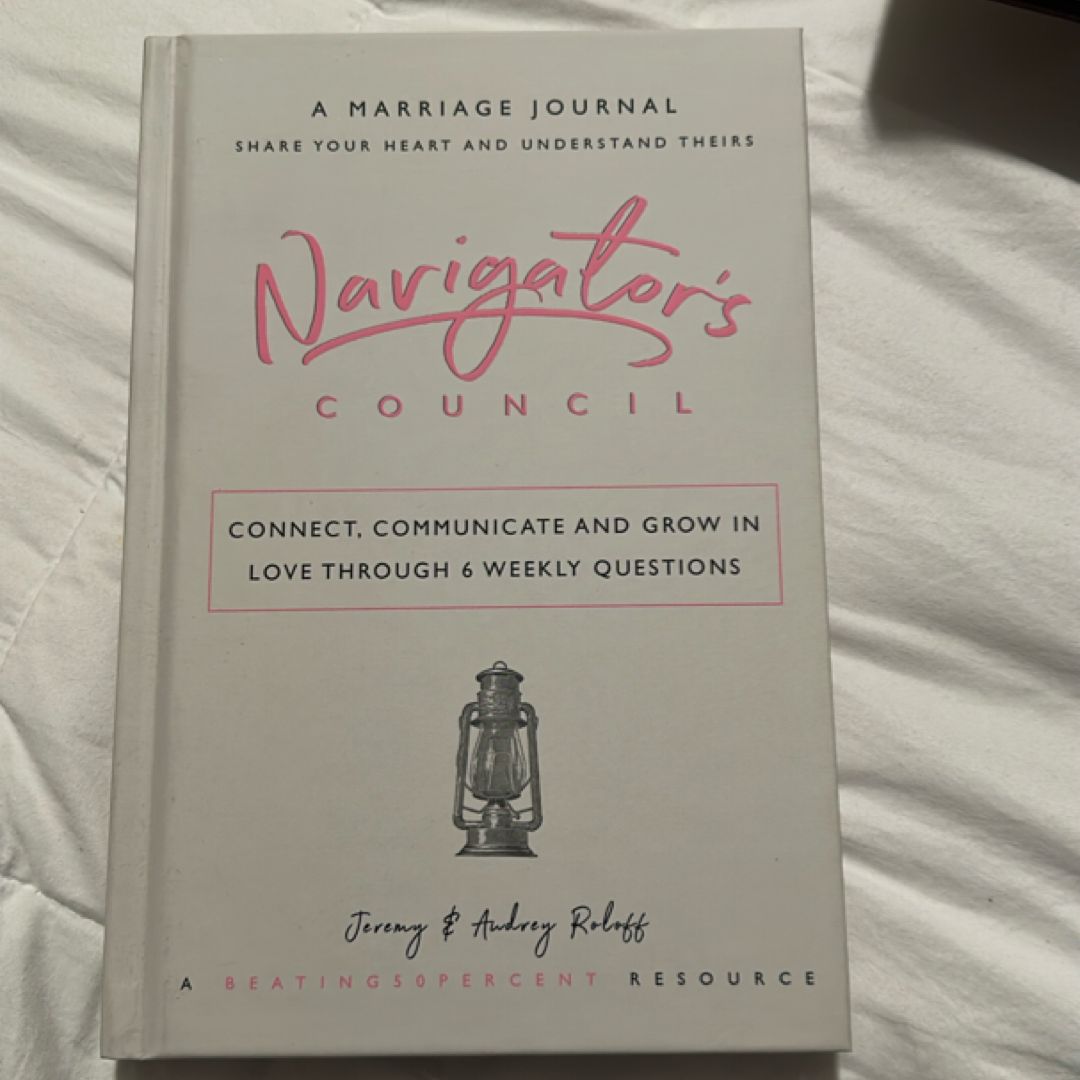 A MARRIAGE JOURNAL
SHARE YOUR HEART AND UNDERSTAND THEIRS
Navigator's
COUNCIL
CONNECT, COMMUNICATE AND GROW IN
LOVE THROUGH 6 WEEKLY QUESTIONS
Jeremy & Audrey Roloff
A BEATING50PERCENT RESOURCE